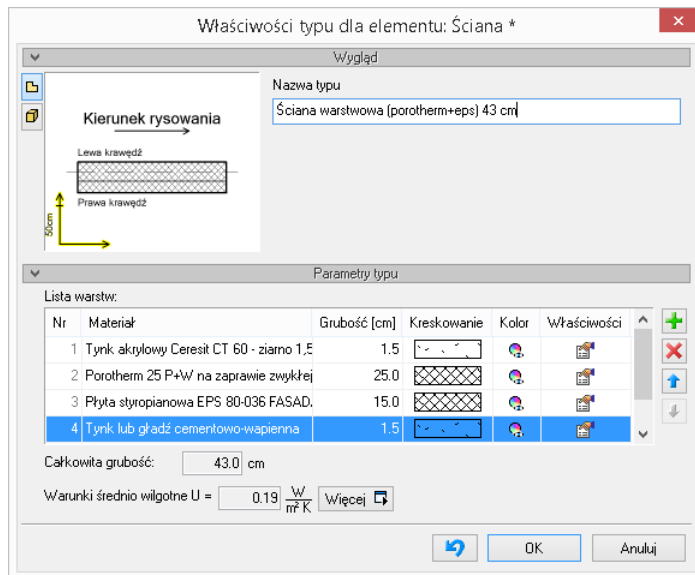 Właściwości typu dla elementu: Ściana *
Wygląd
Nazwa typu
Ściana warstwowa (porotherm+eps) 43 cm
Kierunek rysowania
Lewa krawędź
Prawa krawędź
50cm
Parametry typu
Lista warstw:
Nr Materiał Grubość [cm] Kreskowanie Kolor Właściwości
1 Tynk akrylowy Ceresit CT 60 - ziarno 1,5 1.5
2 Porotherm 25 P+W na zaprawie zwykłej 25.0
3 Płyta styropianowa EPS 80-036 FASAD. 15.0
4 Tynk lub gładź cementowo-wapienna 1.5
Całkowita grubość: 43.0 cm
Warunki średnio wilgotne U = 0.19 W/m² K Więcej
OK Anuluj